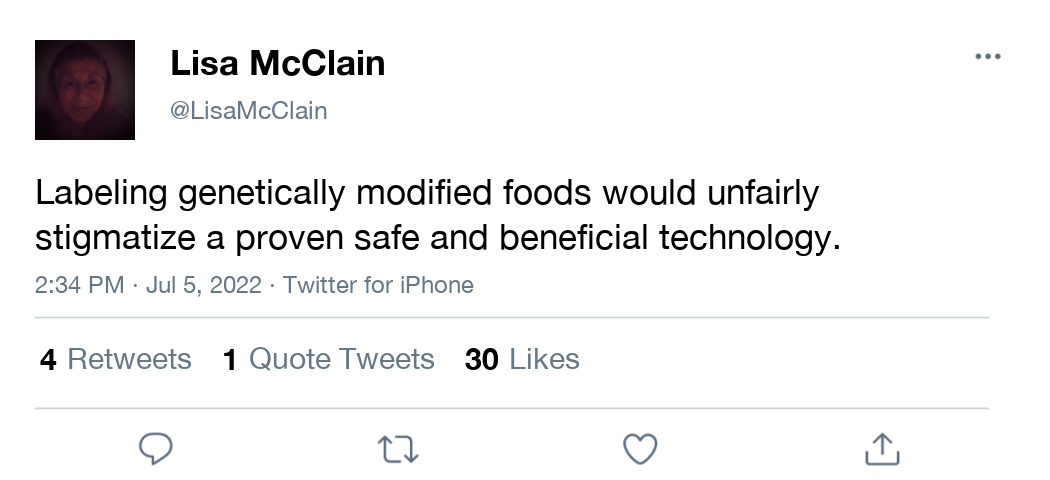 Lisa McClain
@LisaMcClain
Labeling genetically modified foods would unfairly
stigmatize a proven safe and beneficial technology.
2:34 PM · Jul 5, 2022 · Twitter for iPhone
4 Retweets 1 Quote Tweets 30 Likes